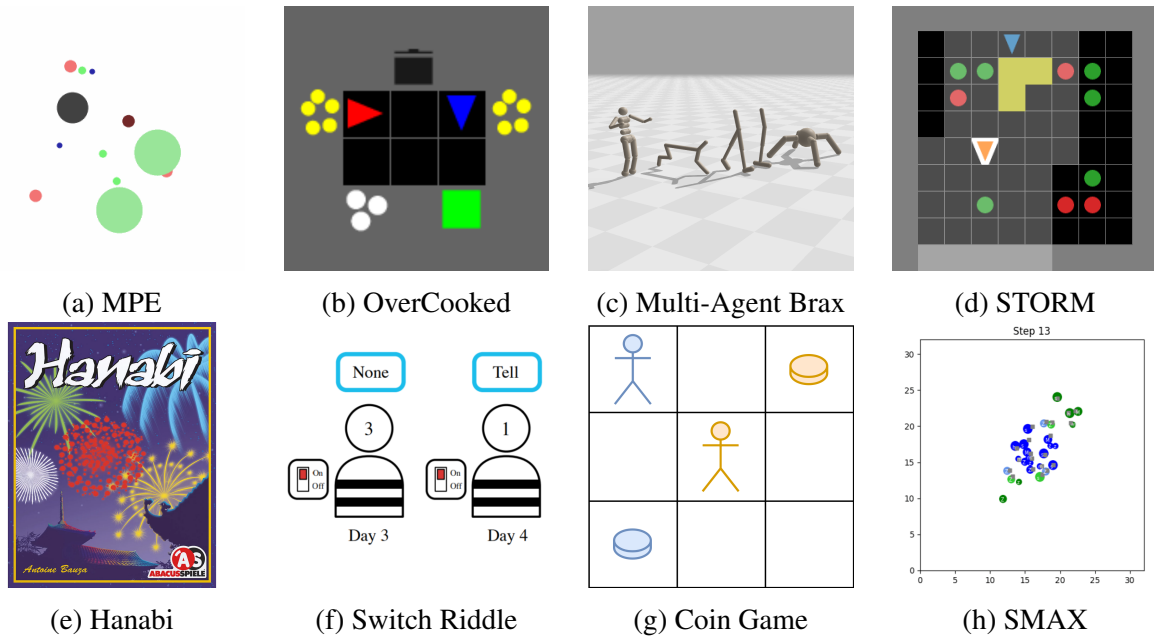 (a) MPE
(b) OverCooked
(c) Multi-Agent Brax
(d) STORM
Hanabi
Antoine Bauza
AS
ABACUSSPIELE
None
Tell
3
1
On
Off
On
Off
Day 3
Day 4
Step 13
30
25
20
15
10
5
0
0 5 10 15 20 25 30
(e) Hanabi
(f) Switch Riddle
(g) Coin Game
(h) SMAX